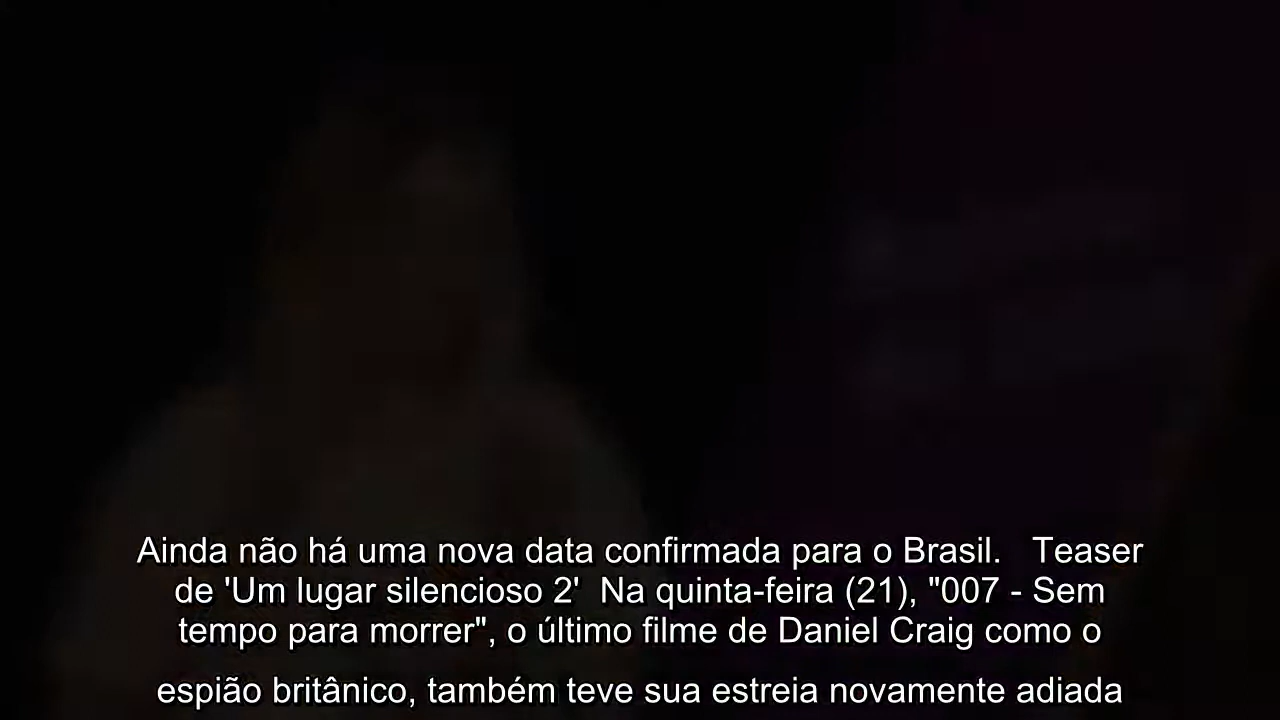 Ainda não há uma nova data confirmada para o Brasil.   Teaser
de 'Um lugar silencioso 2'  Na quinta-feira (21), "007 - Sem
tempo para morrer", o último filme de Daniel Craig como o
espião britânico, também teve sua estreia novamente adiada